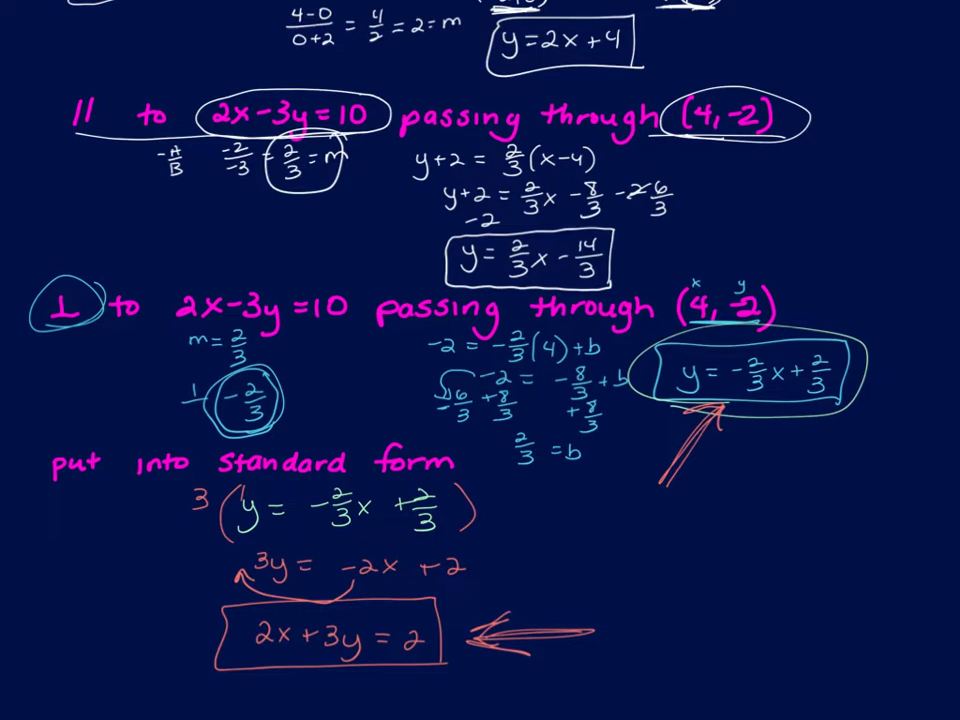 4-0/0+2 = 4/2 = 2 = m
y = 2x + 4
// to 2x-3y = 10 passing through (4, -2)
-A/B -2/-3 = 2/3 = m
y+2 = 2/3(x-4)
y+2 = 2/3x - 8/3 - 2 6/3
-2
y = 2/3x - 14/3
⊥ to 2x-3y = 10 passing through (4, -2)
x y
m = 2/3
⊥ -2/3
-2 = -2/3(4) + b
-2 = -8/3 + b
-6/3 +8/3 +8/3
2/3 = b
y = -2/3x + 2/3
put into standard form
3 (y = -2/3x + 2/3)
3y = -2x + 2
2x + 3y = 2